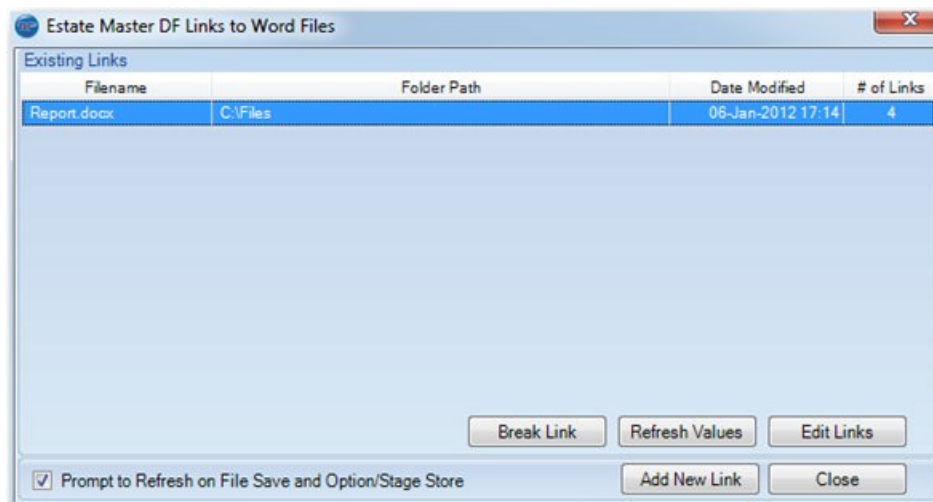 Estate Master DF Links to Word Files
Existing Links
Filename Folder Path Date Modified # of Links
Report.docx C:\Files 06-Jan-2012 17:14 4
Break Link Refresh Values Edit Links
Prompt to Refresh on File Save and Option/Stage Store Add New Link Close